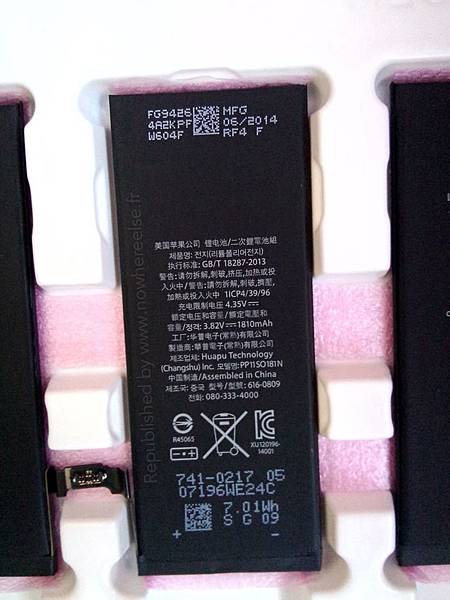 FG9426
4A2KPF
W604F
MFG
06/2014
RF4 F
美国苹果公司 锂电池/二次鋰電池組
제품명: 전지(리튬폴리머전지)
执行标准: GB/T 18287-2013
警告:请勿拆解,刺破,挤压,加热或投
入火中/警告:請勿拆解,刺破,擠壓,
加熱或投入火中 1ICP4/39/96
充电限制电压 4.35V⎓
额定电压和容量/額定電壓和
容量/정격: 3.82V⎓1810mAh
工厂: 华普电子(常熟)有限公司
製造商: 華普電子(常熟)有限公司
제조업체: Huapu Technology
(Changshu) Inc. 모델명: PP11SO181N
中国制造/Assembled in China
제조국: 중국 型号/型號: 616-0809
전화: 080-333-4000
R45065
XU120196-
14001
741-0217 05
07196WE24C
7.01Wh
S G 09
+ -
Republished by www.nowhereelse.fr